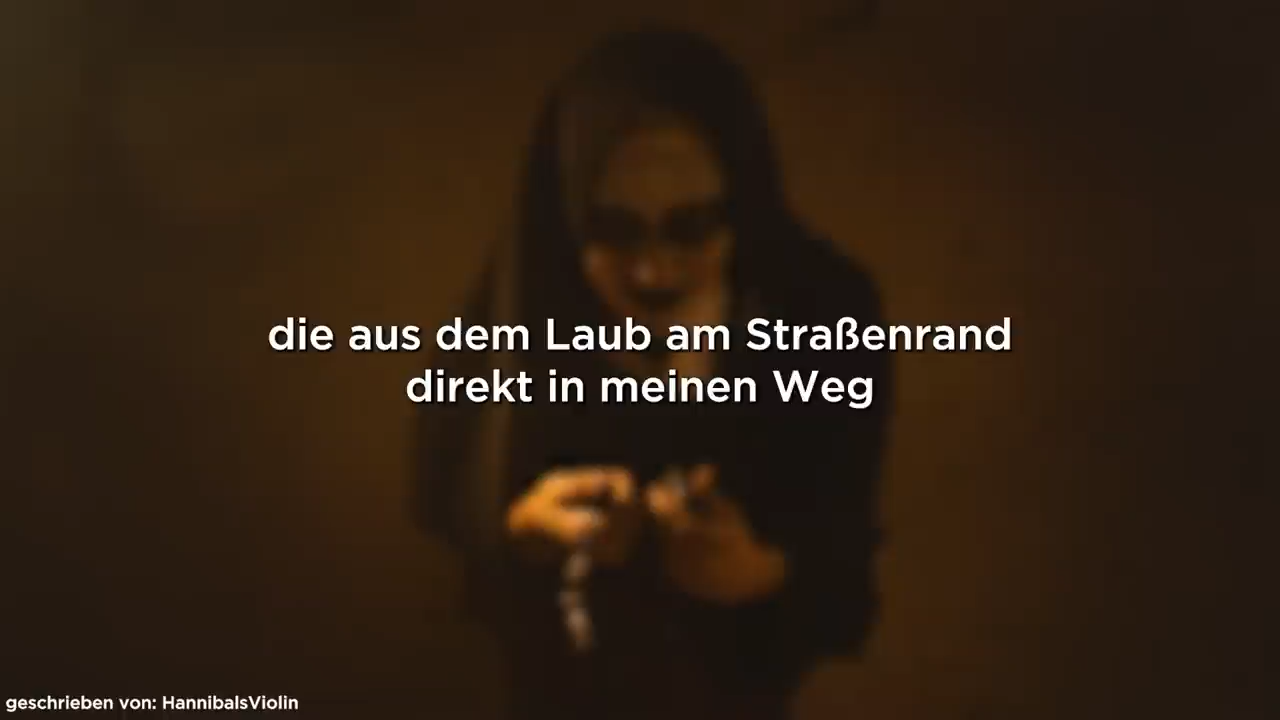 die aus dem Laub am Straßenrand
direkt in meinen Weg
geschrieben von: HannibalsViolin